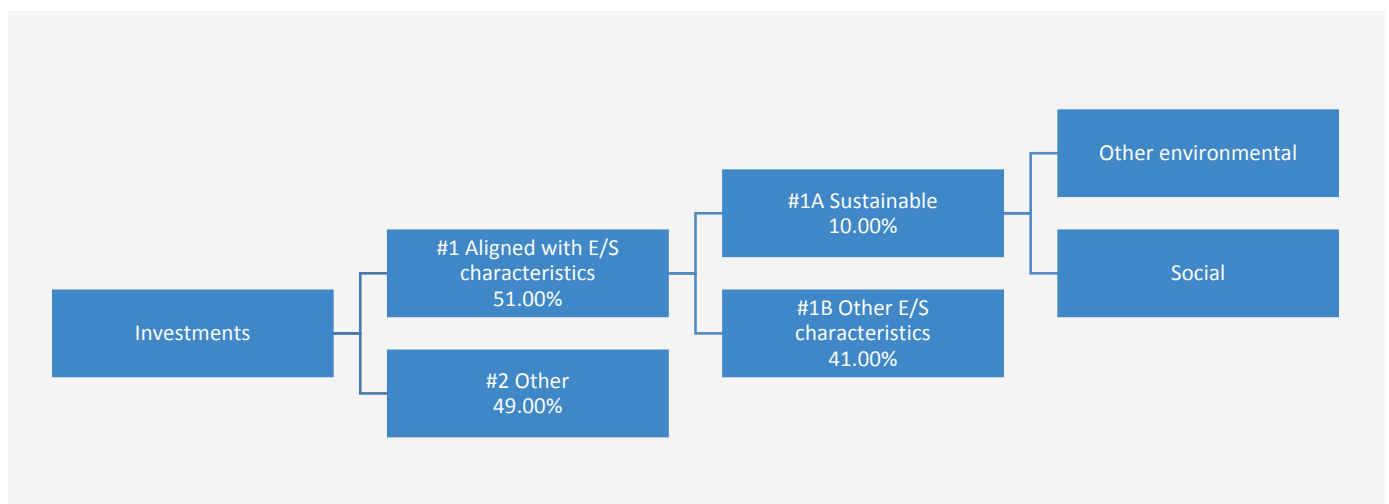 Investments
#1 Aligned with E/S
characteristics
51.00%
#2 Other
49.00%
#1A Sustainable
10.00%
#1B Other E/S
characteristics
41.00%
Other environmental
Social